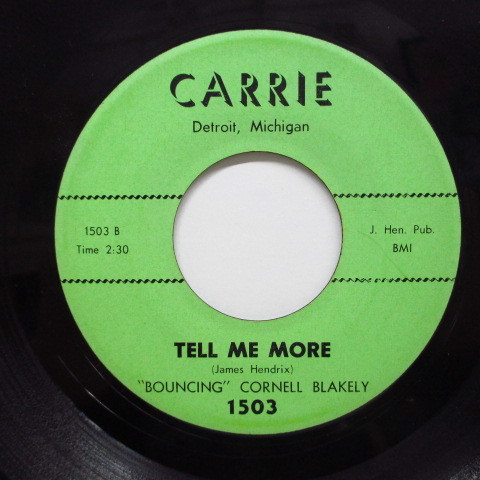 CARRIE
Detroit, Michigan
1503 B
Time 2:30
J. Hen. Pub.
BMI
TELL ME MORE
(James Hendrix)
"BOUNCING" CORNELL BLAKELY
1503